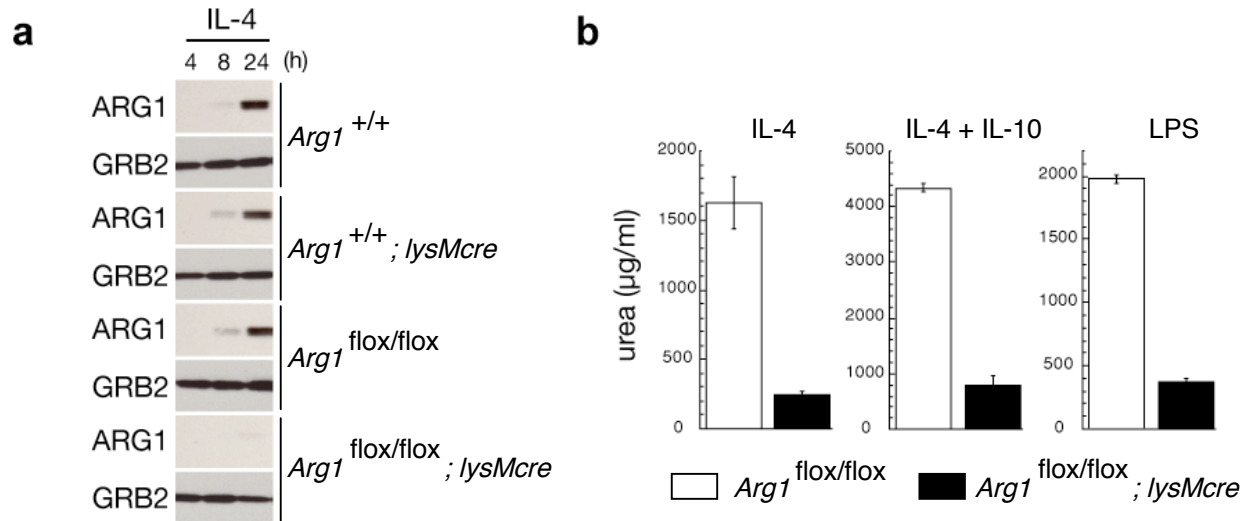 a
IL-4
4 8 24 (h)
ARG1
GRB2
Arg1 +/+
ARG1
GRB2
Arg1 +/+ ; lysMcre
ARG1
GRB2
Arg1 flox/flox
ARG1
GRB2
Arg1 flox/flox ; lysMcre
b
urea (µg/ml)
IL-4
2000
1500
1000
500
0
IL-4 + IL-10
5000
4000
3000
2000
1000
0
LPS
2000
1500
1000
500
0
Arg1 flox/flox
Arg1 flox/flox ; lysMcre